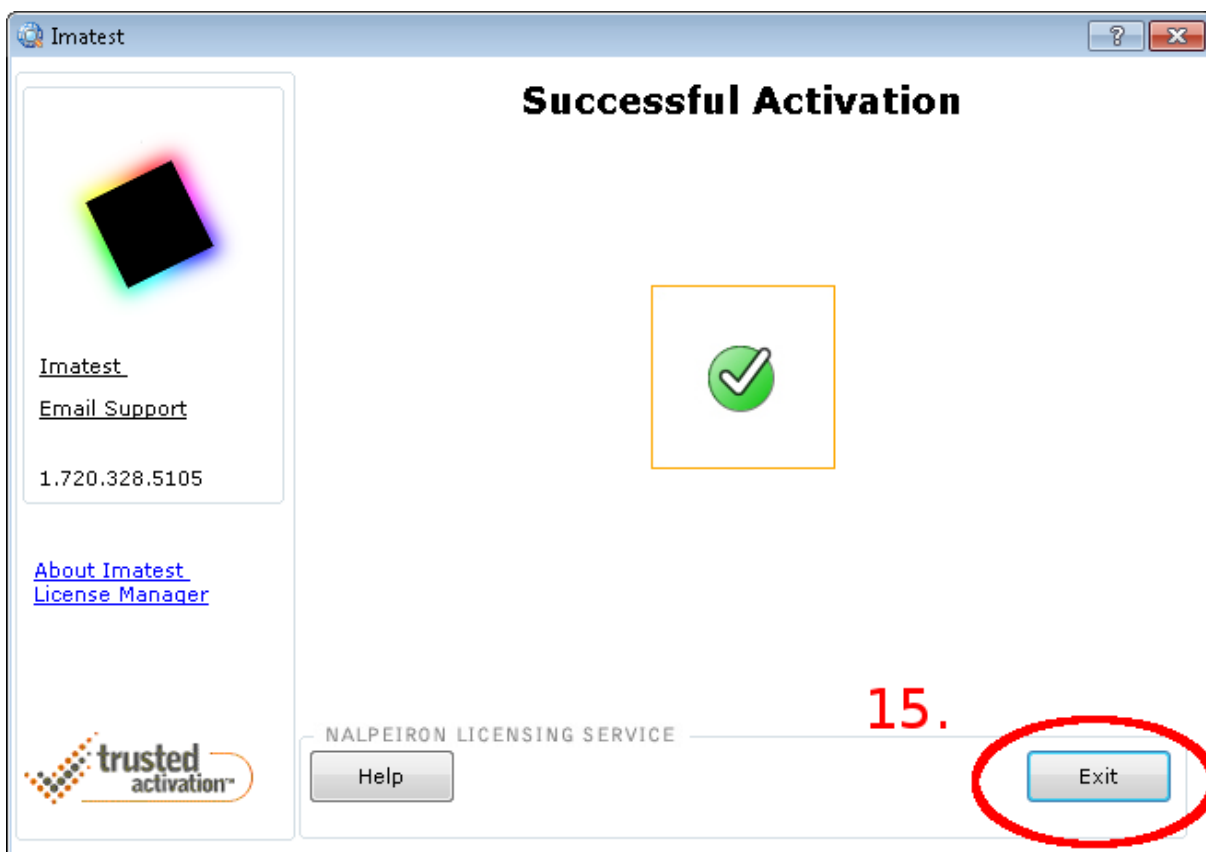 Imatest
Successful Activation
Imatest
Email Support
1.720.328.5105
About Imatest
License Manager
trusted
activation™
15.
NALPEIRON LICENSING SERVICE
Help
Exit